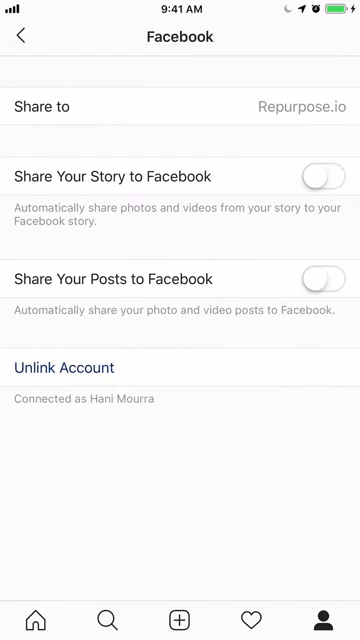 9:41 AM
Facebook
Share to Repurpose.io
Share Your Story to Facebook
Automatically share photos and videos from your story to your
Facebook story.
Share Your Posts to Facebook
Automatically share your photo and video posts to Facebook.
Unlink Account
Connected as Hani Mourra